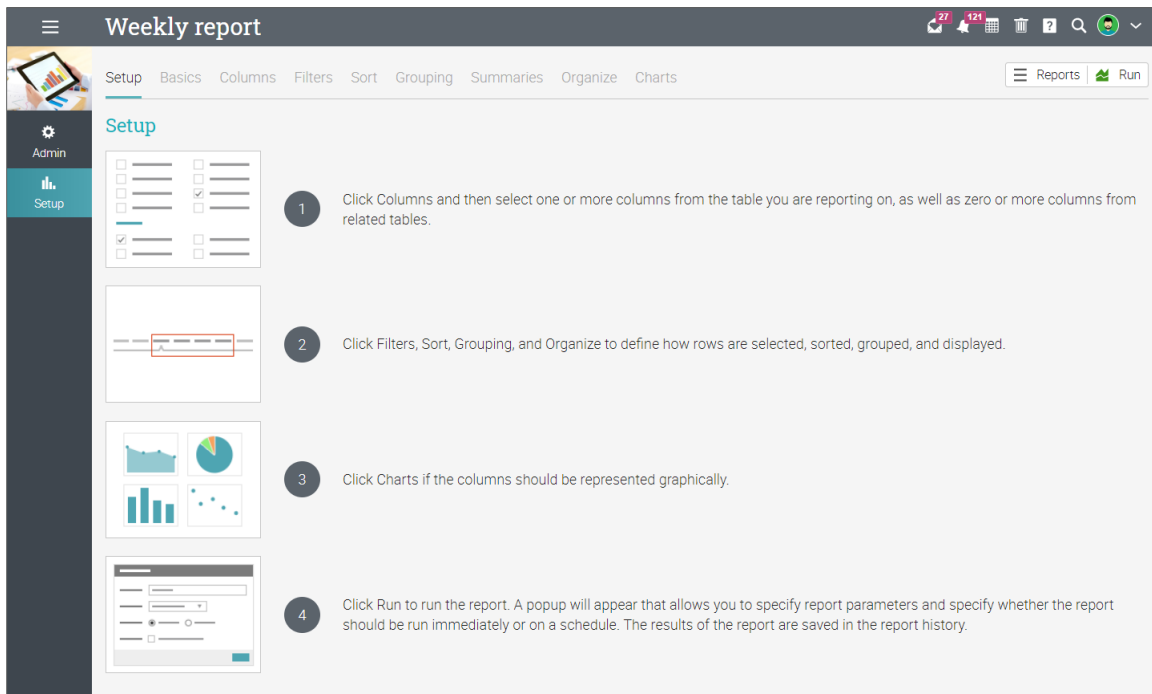 Weekly report
27
121
?
Setup Basics Columns Filters Sort Grouping Summaries Organize Charts
Reports Run
Admin
Setup
Setup
1
Click Columns and then select one or more columns from the table you are reporting on, as well as zero or more columns from
related tables.
2
Click Filters, Sort, Grouping, and Organize to define how rows are selected, sorted, grouped, and displayed.
3
Click Charts if the columns should be represented graphically.
4
Click Run to run the report. A popup will appear that allows you to specify report parameters and specify whether the report
should be run immediately or on a schedule. The results of the report are saved in the report history.